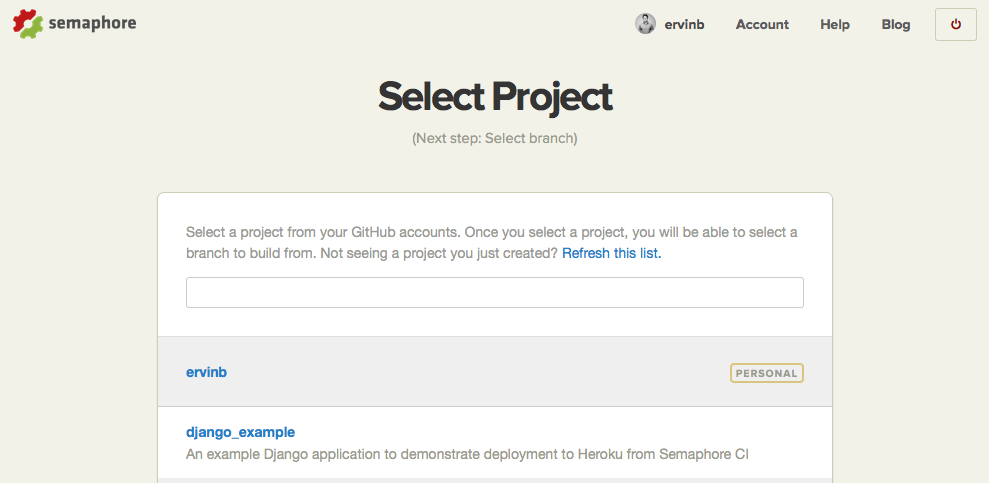 semaphore
ervinb Account Help Blog
Select Project
(Next step: Select branch)
Select a project from your GitHub accounts. Once you select a project, you will be able to select a
branch to build from. Not seeing a project you just created? Refresh this list.
ervinb PERSONAL
django_example
An example Django application to demonstrate deployment to Heroku from Semaphore CI